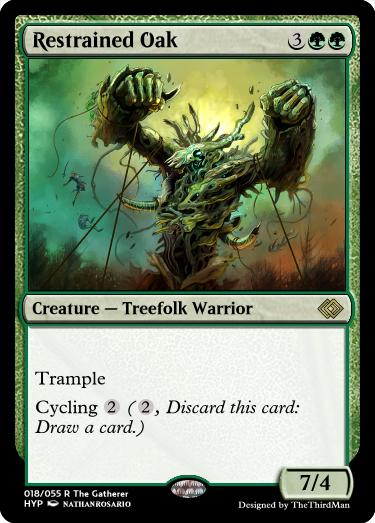 Restrained Oak 3
Creature — Treefolk Warrior
Trample
Cycling 2 ( 2, Discard this card:
Draw a card.)
7/4
018/055 R The Gatherer
HYP NATHANROSARIO
Designed by TheThirdMan